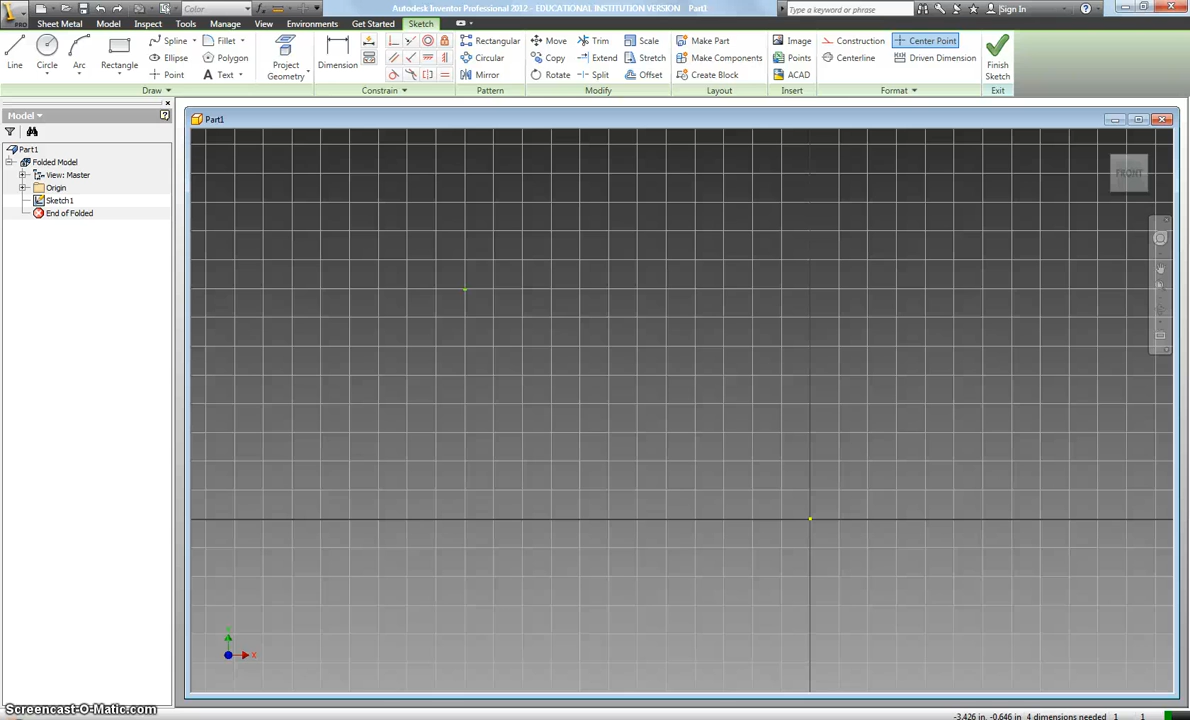 Autodesk Inventor Professional 2012 - EDUCATIONAL INSTITUTION VERSION Part1
Color
Type a keyword or phrase
Sign In
PRO
Sheet Metal Model Inspect Tools Manage View Environments Get Started Sketch
Line Circle Arc Rectangle
Spline Fillet
Ellipse Polygon
Point Text
Project Geometry
Dimension
Rectangular
Circular
Mirror
Move Trim Scale
Copy Extend Stretch
Rotate Split Offset
Make Part
Make Components
Create Block
Image
Points
ACAD
Construction Center Point
Centerline Driven Dimension
Finish Sketch
Draw Constrain Pattern Modify Layout Insert Format Exit
Model
Part1
Folded Model
View: Master
Origin
Sketch1
End of Folded
Part1
FRONT
X
Screencast-O-Matic.com
-3.426 in, -0.646 in 4 dimensions needed 1 1